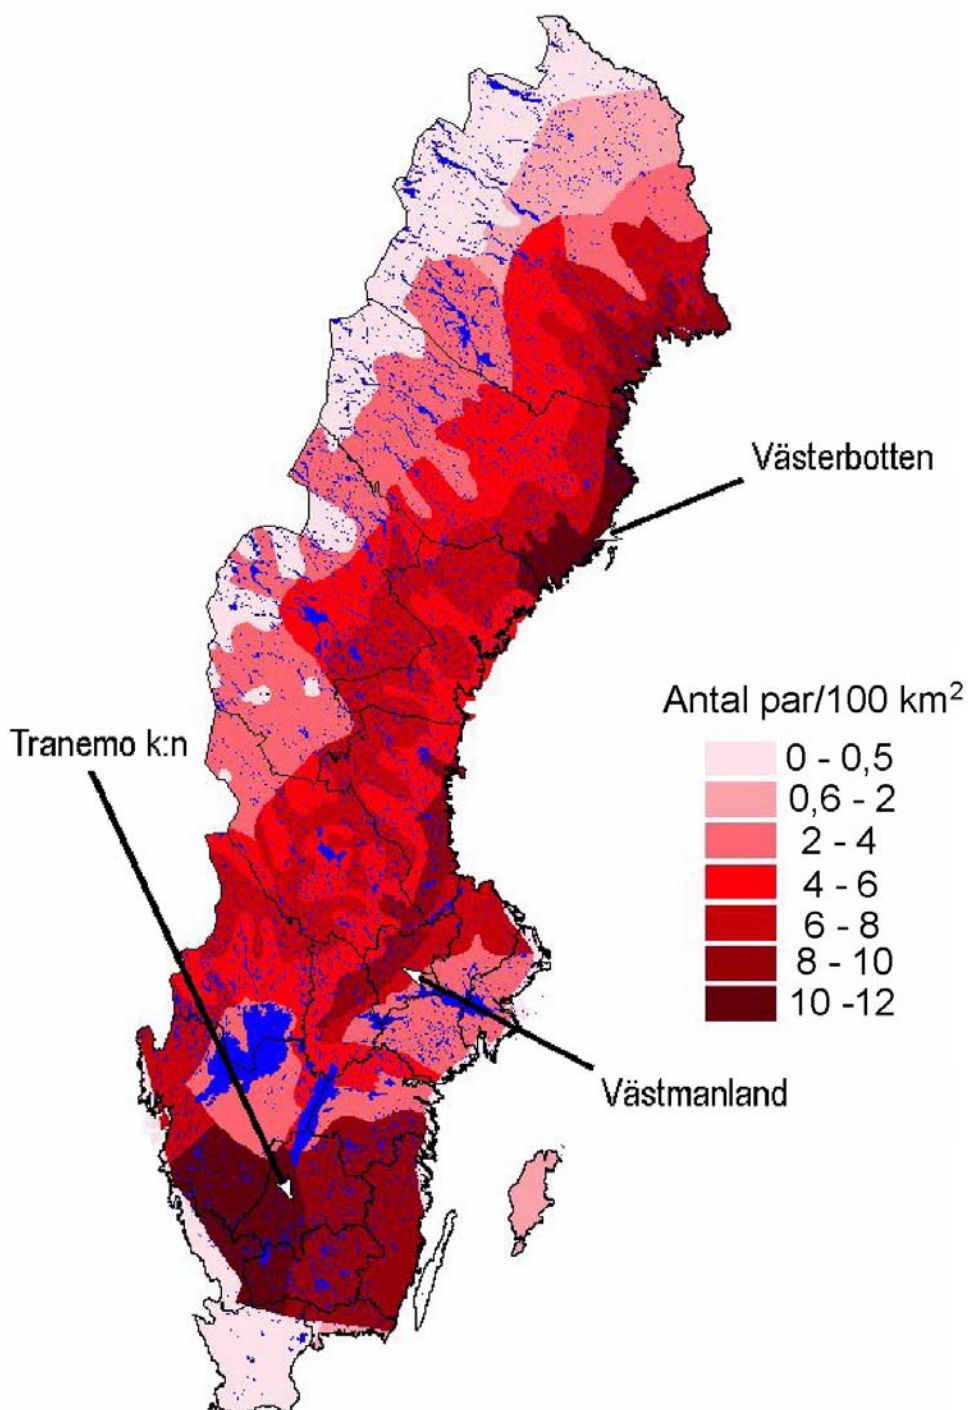 Västerbotten
Antal par/100 km²
Tranemo k:n
0 - 0,5
0,6 - 2
2 - 4
4 - 6
6 - 8
8 - 10
10 -12
Västmanland